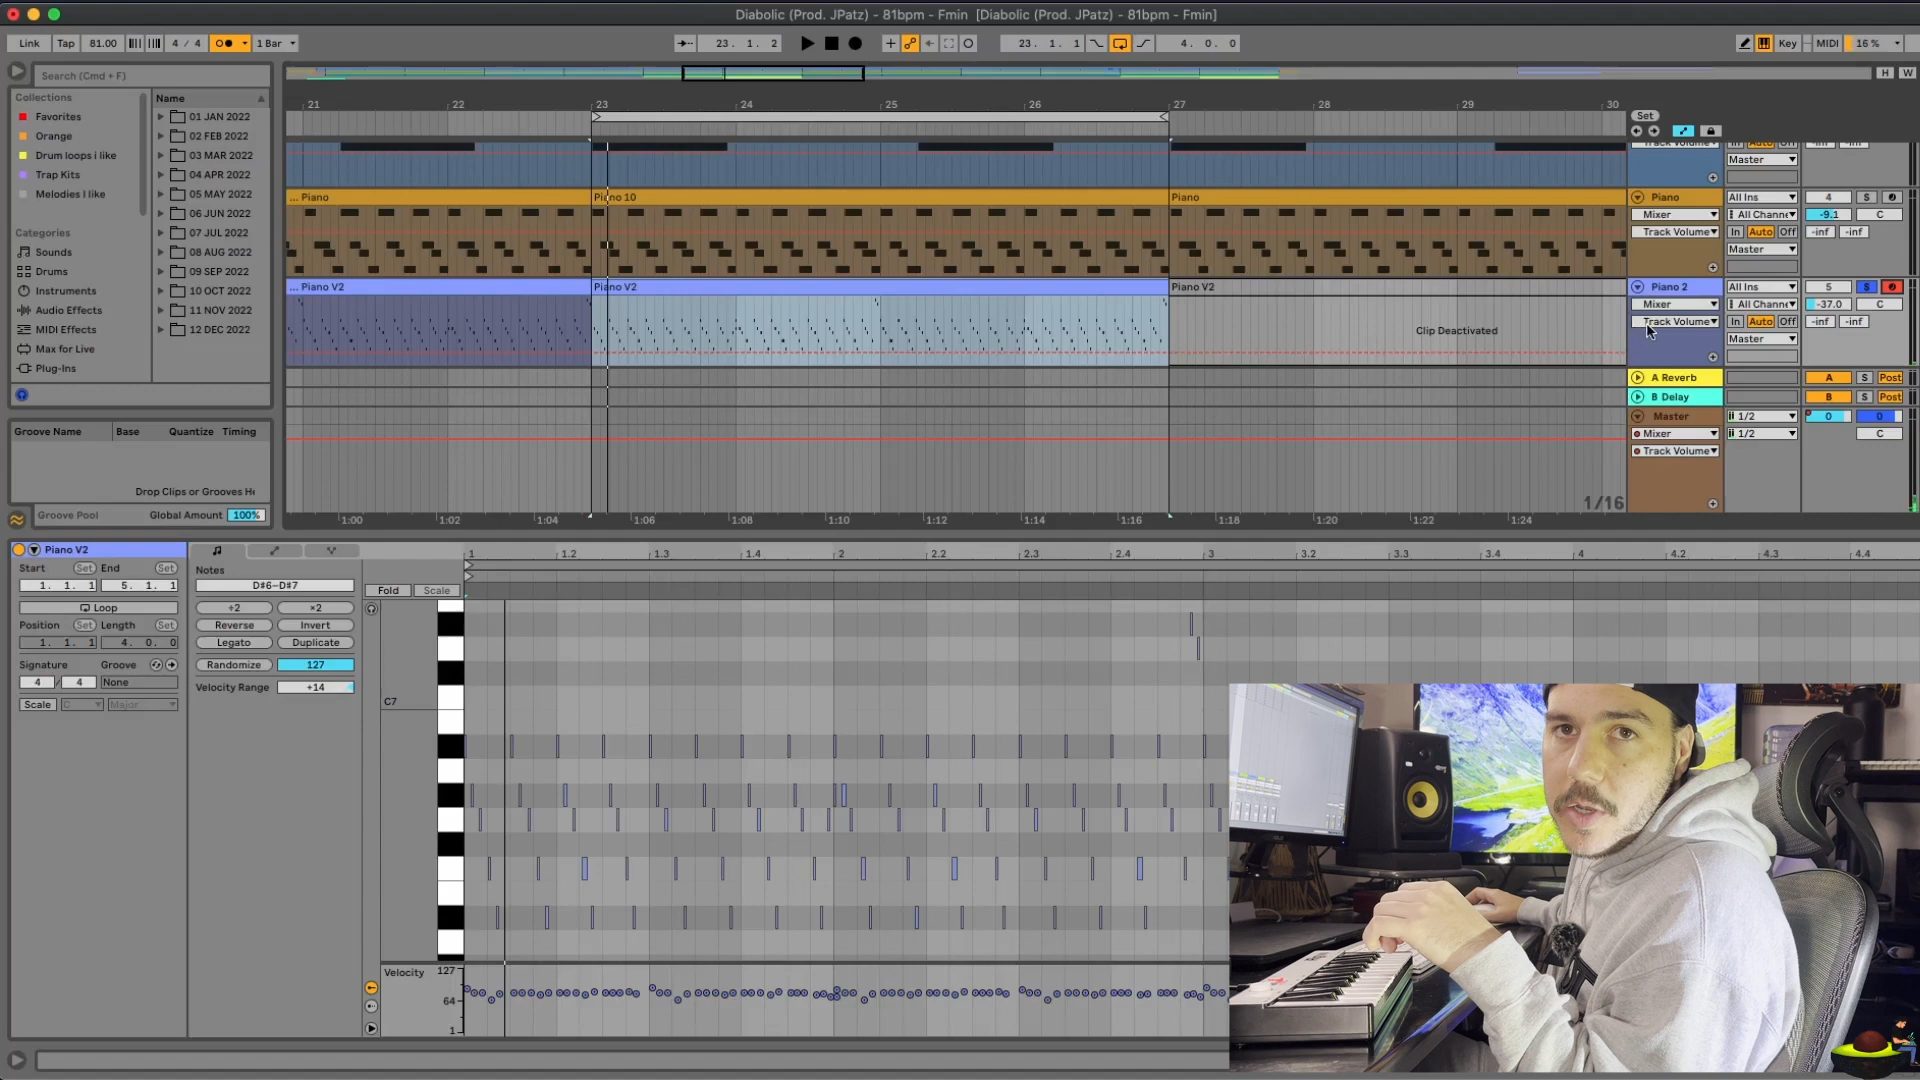 Diabolic (Prod. JPatz) - 81bpm - Fmin [Diabolic (Prod. JPatz) - 81bpm - Fmin]
Link Tap 81.00 4 / 4 1 Bar 23. 1. 2 23. 1. 1 4. 0. 0 Key MIDI 16 %
Search (Cmd + F)
H W
Collections
Favorites
Orange
Drum loops i like
Trap Kits
Melodies I like
Categories
Sounds
Drums
Instruments
Audio Effects
MIDI Effects
Max for Live
Plug-Ins
Name
01 JAN 2022
02 FEB 2022
03 MAR 2022
04 APR 2022
05 MAY 2022
06 JUN 2022
07 JUL 2022
08 AUG 2022
09 SEP 2022
10 OCT 2022
11 NOV 2022
12 DEC 2022
Groove Name Base Quantize Timing
Drop Clips or Grooves He
Groove Pool Global Amount 100%
21 22 23 24 25 26 27 28 29 30
Set
Track Volume Auto -inf -inf
Master
... Piano Piano 10 Piano
Piano All Ins 4 S
Mixer All Channe -9.1 C
Track Volume In Auto Off -inf -inf
Master
... Piano V2 Piano V2 Piano V2
Piano 2 All Ins 5 S
Mixer All Channe -37.0 C
Track Volume In Auto Off -inf -inf
Clip Deactivated
Master
A Reverb A S Post
B Delay B S Post
Master 1/2 0 0
Mixer 1/2 C
Track Volume
1/16
1:00 1:02 1:04 1:06 1:08 1:10 1:12 1:14 1:16 1:18 1:20 1:22 1:24
Piano V2
Start Set End Set
1. 1. 1 5. 1. 1
Loop
Position Set Length Set
1. 1. 1 4. 0. 0
Signature Groove
4 / 4 None
Scale C Major
Notes
D#6–D#7
÷2 ×2
Reverse Invert
Legato Duplicate
Randomize 127
Velocity Range +14
1 1.2 1.3 1.4 2 2.2 2.3 2.4 3 3.2 3.3 3.4 4 4.2 4.3 4.4
Fold Scale
C7
Velocity 127
64
1